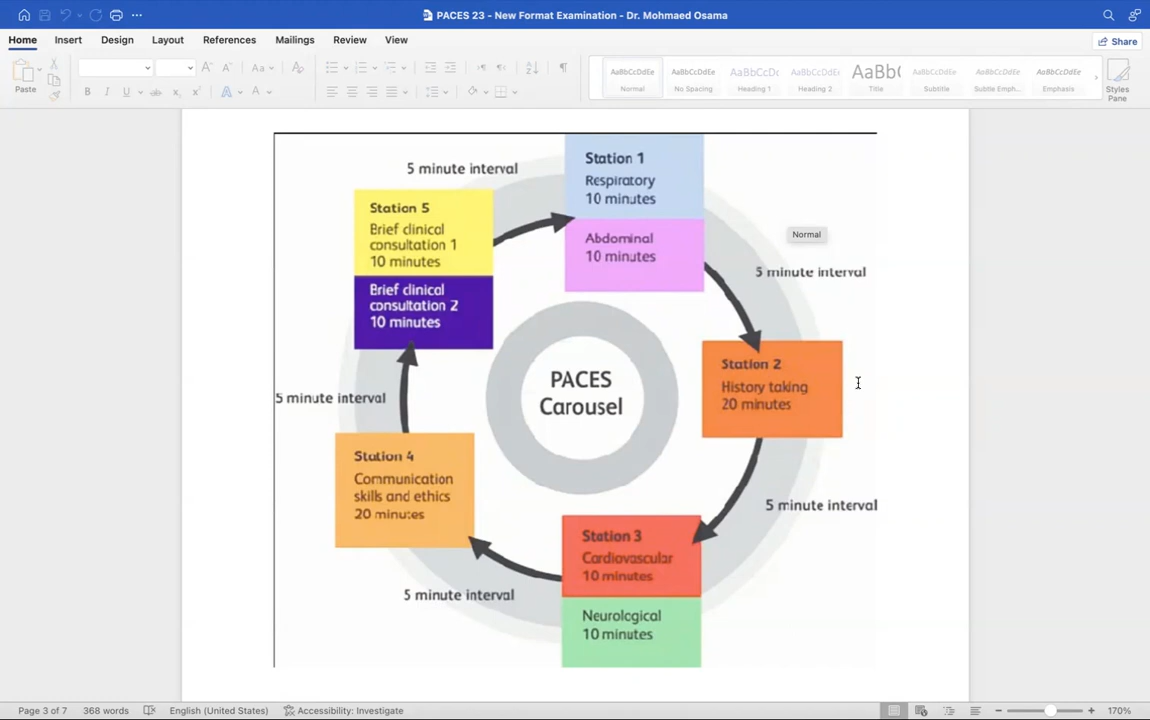 PACES 23 - New Format Examination - Dr. Mohmaed Osama
Home Insert Design Layout References Mailings Review View
Share
Paste
Aa
B I U ab x
A A
AaBbCcDdEe AaBbCcDdEe AaBbCcDc AaBbCcDdEe AaBb( AaBbCcDdEe AaBbCcDdEe AaBbCcDdEe
Normal No Spacing Heading 1 Heading 2 Title Subtitle Subtle Emph... Emphasis
Styles
Pane
5 minute interval
Station 1
Respiratory
10 minutes
Abdominal
10 minutes
Normal
5 minute interval
Station 2
History taking
20 minutes
5 minute interval
Station 3
Cardiovascular
10 minutes
Neurological
10 minutes
5 minute interval
Station 4
Communication
skills and ethics
20 minutes
5 minute interval
Station 5
Brief clinical
consultation 1
10 minutes
Brief clinical
consultation 2
10 minutes
PACES
Carousel
Page 3 of 7 368 words English (United States) Accessibility: Investigate 170%